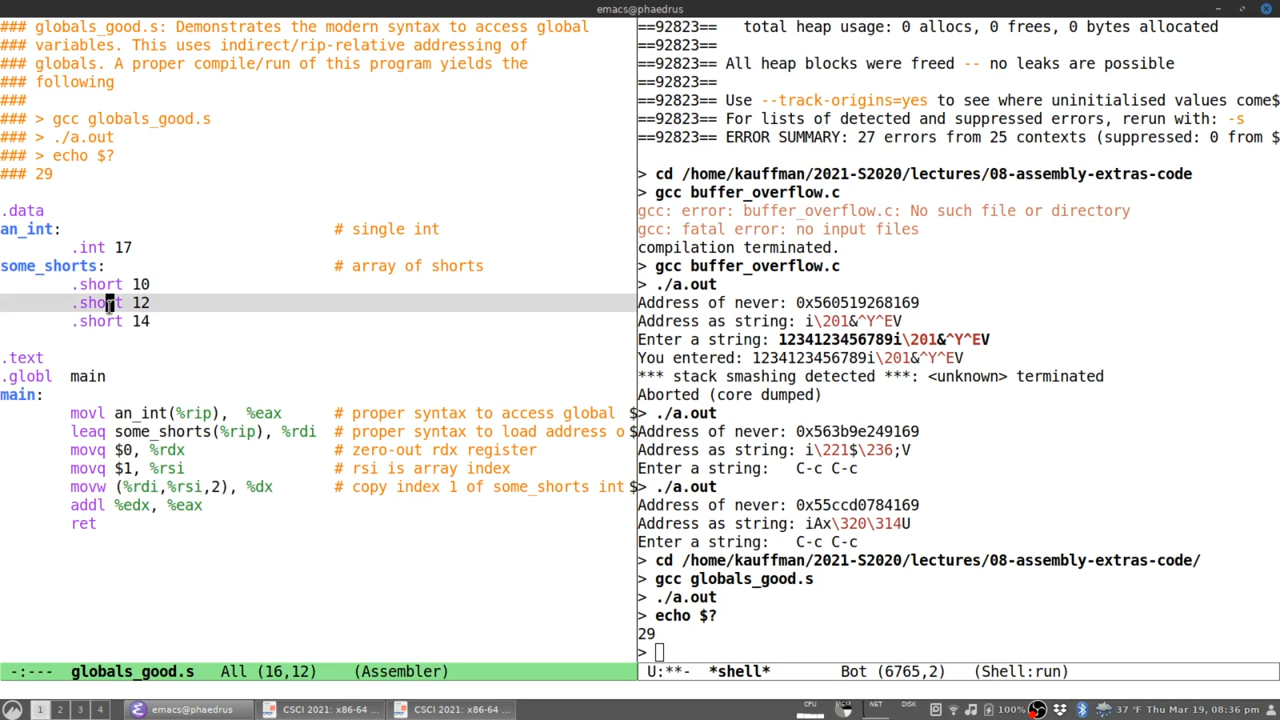 emacs@phaedrus
### globals_good.s: Demonstrates the modern syntax to access global
### variables. This uses indirect/rip-relative addressing of
### globals. A proper compile/run of this program yields the
### following
###
### > gcc globals_good.s
### > ./a.out
### > echo $?
### 29
.data
an_int: # single int
.int 17
some_shorts: # array of shorts
.short 10
.short 12
.short 14
.text
.globl main
main:
movl an_int(%rip), %eax # proper syntax to access global $
leaq some_shorts(%rip), %rdi # proper syntax to load address o $
movq $0, %rdx # zero-out rdx register
movq $1, %rsi # rsi is array index
movw (%rdi,%rsi,2), %dx # copy index 1 of some_shorts int $
addl %edx, %eax
ret
-:--- globals_good.s All (16,12) (Assembler)
==92823== total heap usage: 0 allocs, 0 frees, 0 bytes allocated
==92823==
==92823== All heap blocks were freed -- no leaks are possible
==92823==
==92823== Use --track-origins=yes to see where uninitialised values come$
==92823== For lists of detected and suppressed errors, rerun with: -s
==92823== ERROR SUMMARY: 27 errors from 25 contexts (suppressed: 0 from $
> cd /home/kauffman/2021-S2020/lectures/08-assembly-extras-code
> gcc buffer_overflow.c
gcc: error: buffer_overflow.c: No such file or directory
gcc: fatal error: no input files
compilation terminated.
> gcc buffer_overflow.c
> ./a.out
Address of never: 0x560519268169
Address as string: i\201&^Y^EV
Enter a string: 1234123456789i\201&^Y^EV
You entered: 1234123456789i\201&^Y^EV
*** stack smashing detected ***: <unknown> terminated
Aborted (core dumped)
> ./a.out
Address of never: 0x563b9e249169
Address as string: i\221$\236;V
Enter a string: C-c C-c
> ./a.out
Address of never: 0x55ccd0784169
Address as string: iAx\320\314U
Enter a string: C-c C-c
> cd /home/kauffman/2021-S2020/lectures/08-assembly-extras-code/
> gcc globals_good.s
> ./a.out
> echo $?
29
>
U:**- *shell* Bot (6765,2) (Shell:run)
1 2 3 4 emacs@phaedrus CSCI 2021: x86-64 ... CSCI 2021: x86-64 ... CPU MEM NET DISK 100% 37 °F Thu Mar 19, 08:36 pm